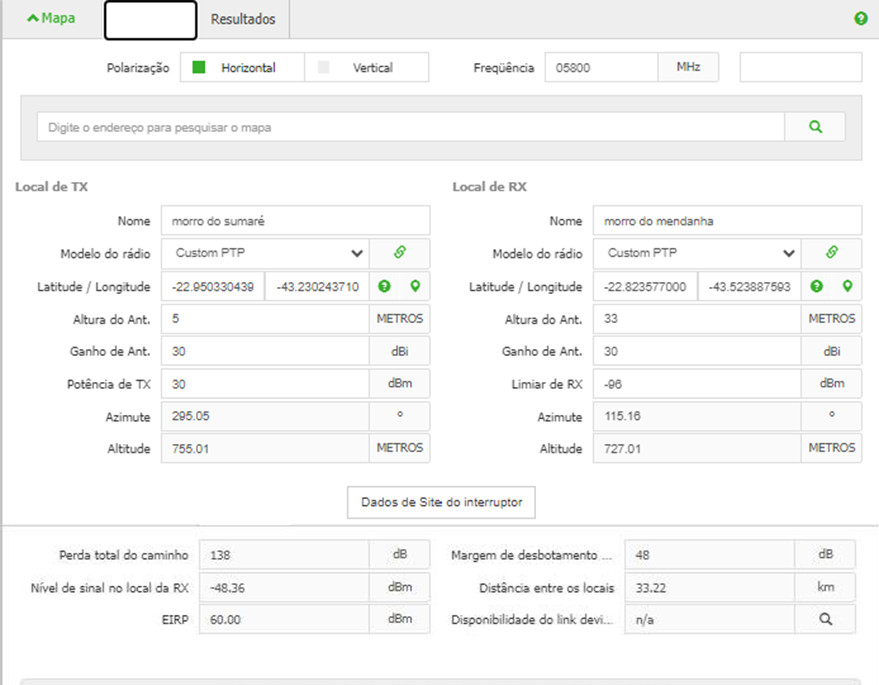 Mapa Resultados
Polarização Horizontal Vertical Freqüência 05800 MHz
Digite o endereço para pesquisar o mapa
Local de TX Local de RX
Nome morro do sumaré Nome morro do mendanha
Modelo do rádio Custom PTP Modelo do rádio Custom PTP
Latitude / Longitude -22.950330439 -43.230243710 Latitude / Longitude -22.823577000 -43.523887593
Altura do Ant. 5 METROS Altura do Ant. 33 METROS
Ganho de Ant. 30 dBi Ganho de Ant. 30 dBi
Potência de TX 30 dBm Limiar de RX -96 dBm
Azimute 295.05 ° Azimute 115.16 °
Altitude 755.01 METROS Altitude 727.01 METROS
Dados de Site do interruptor
Perda total do caminho 138 dB Margem de desbotamento ... 48 dB
Nível de sinal no local da RX -48.36 dBm Distância entre os locais 33.22 km
EIRP 60.00 dBm Disponibilidade do link devi... n/a